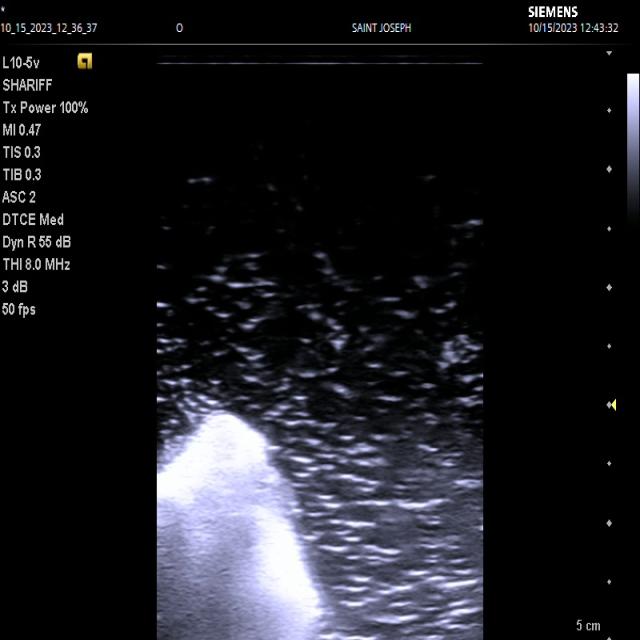 SIEMENS
10_15_2023_12_36_37 O SAINT JOSEPH 10/15/2023 12:43:32
L10-5v
SHARIFF
Tx Power 100%
MI 0.47
TIS 0.3
TIB 0.3
ASC 2
DTCE Med
Dyn R 55 dB
THI 8.0 MHz
3 dB
50 fps
5 cm